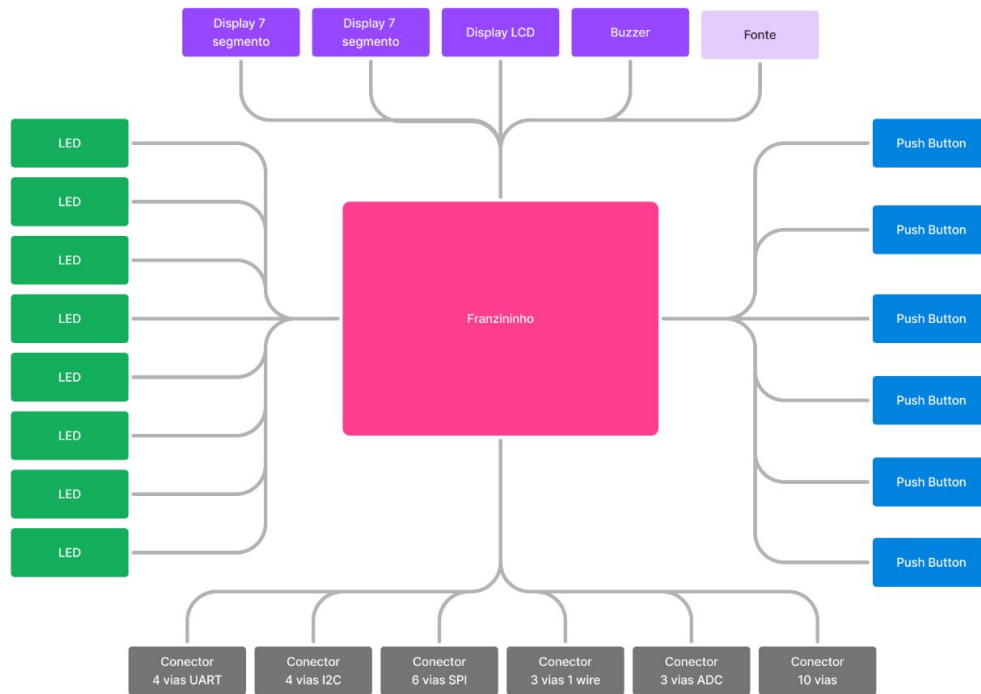 Display 7
segmento
Display 7
segmento
Display LCD
Buzzer
Fonte
LED
LED
LED
LED
LED
LED
LED
LED
Franzininho
Push Button
Push Button
Push Button
Push Button
Push Button
Push Button
Conector
4 vias UART
Conector
4 vias I2C
Conector
6 vias SPI
Conector
3 vias 1 wire
Conector
3 vias ADC
Conector
10 vias